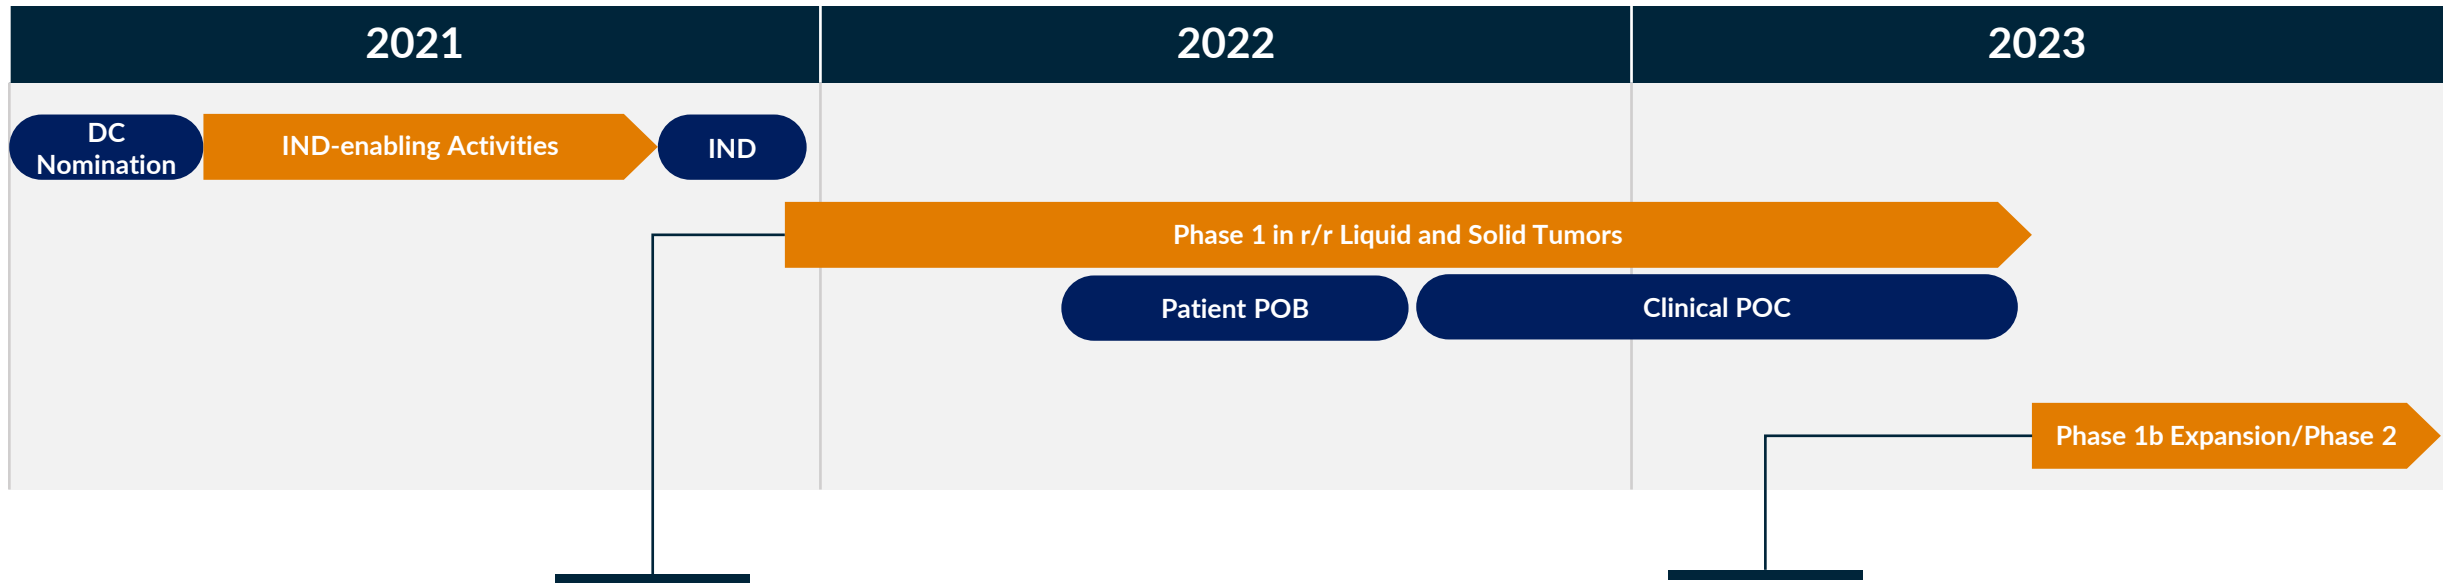 2021
2022
2023
DC
Nomination
IND-enabling Activities
IND
Phase 1 in r/r Liquid and Solid Tumors
Patient POB
Clinical POC
Phase 1b Expansion/Phase 2